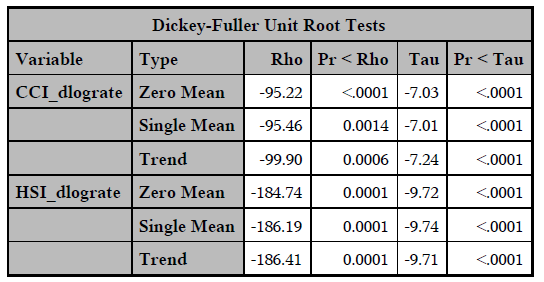 Dickey-Fuller Unit Root Tests
Variable Type Rho Pr < Rho Tau Pr < Tau
CCI_dlograte Zero Mean -95.22 <.0001 -7.03 <.0001
Single Mean -95.46 0.0014 -7.01 <.0001
Trend -99.90 0.0006 -7.24 <.0001
HSI_dlograte Zero Mean -184.74 0.0001 -9.72 <.0001
Single Mean -186.19 0.0001 -9.74 <.0001
Trend -186.41 0.0001 -9.71 <.0001